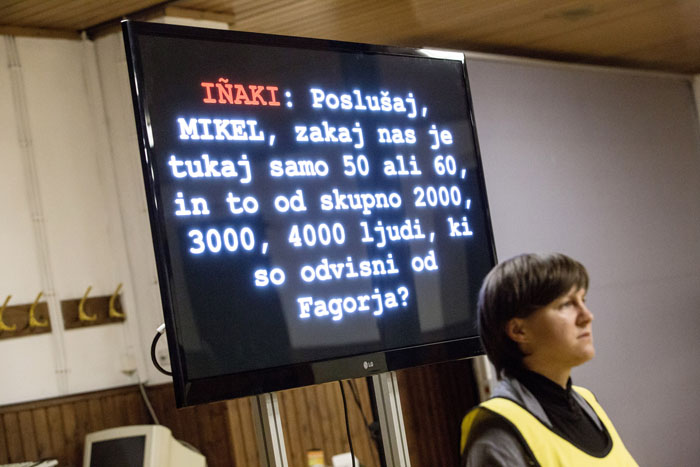 IÑAKI: Poslušaj,
MIKEL, zakaj nas je
tukaj samo 50 ali 60,
in to od skupno 2000,
3000, 4000 ljudi, ki
so odvisni od
Fagorja?
LG